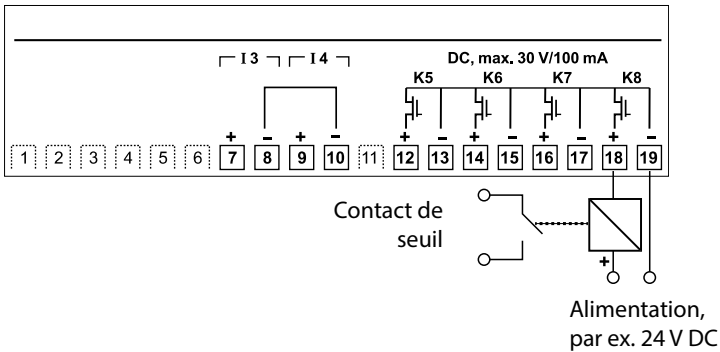 I 3 I 4 DC, max. 30 V/100 mA
K5 K6 K7 K8
+ – + – + – + – + – + –
1 2 3 4 5 6 7 8 9 10 11 12 13 14 15 16 17 18 19
Contact de
seuil
+
Alimentation,
par ex. 24 V DC